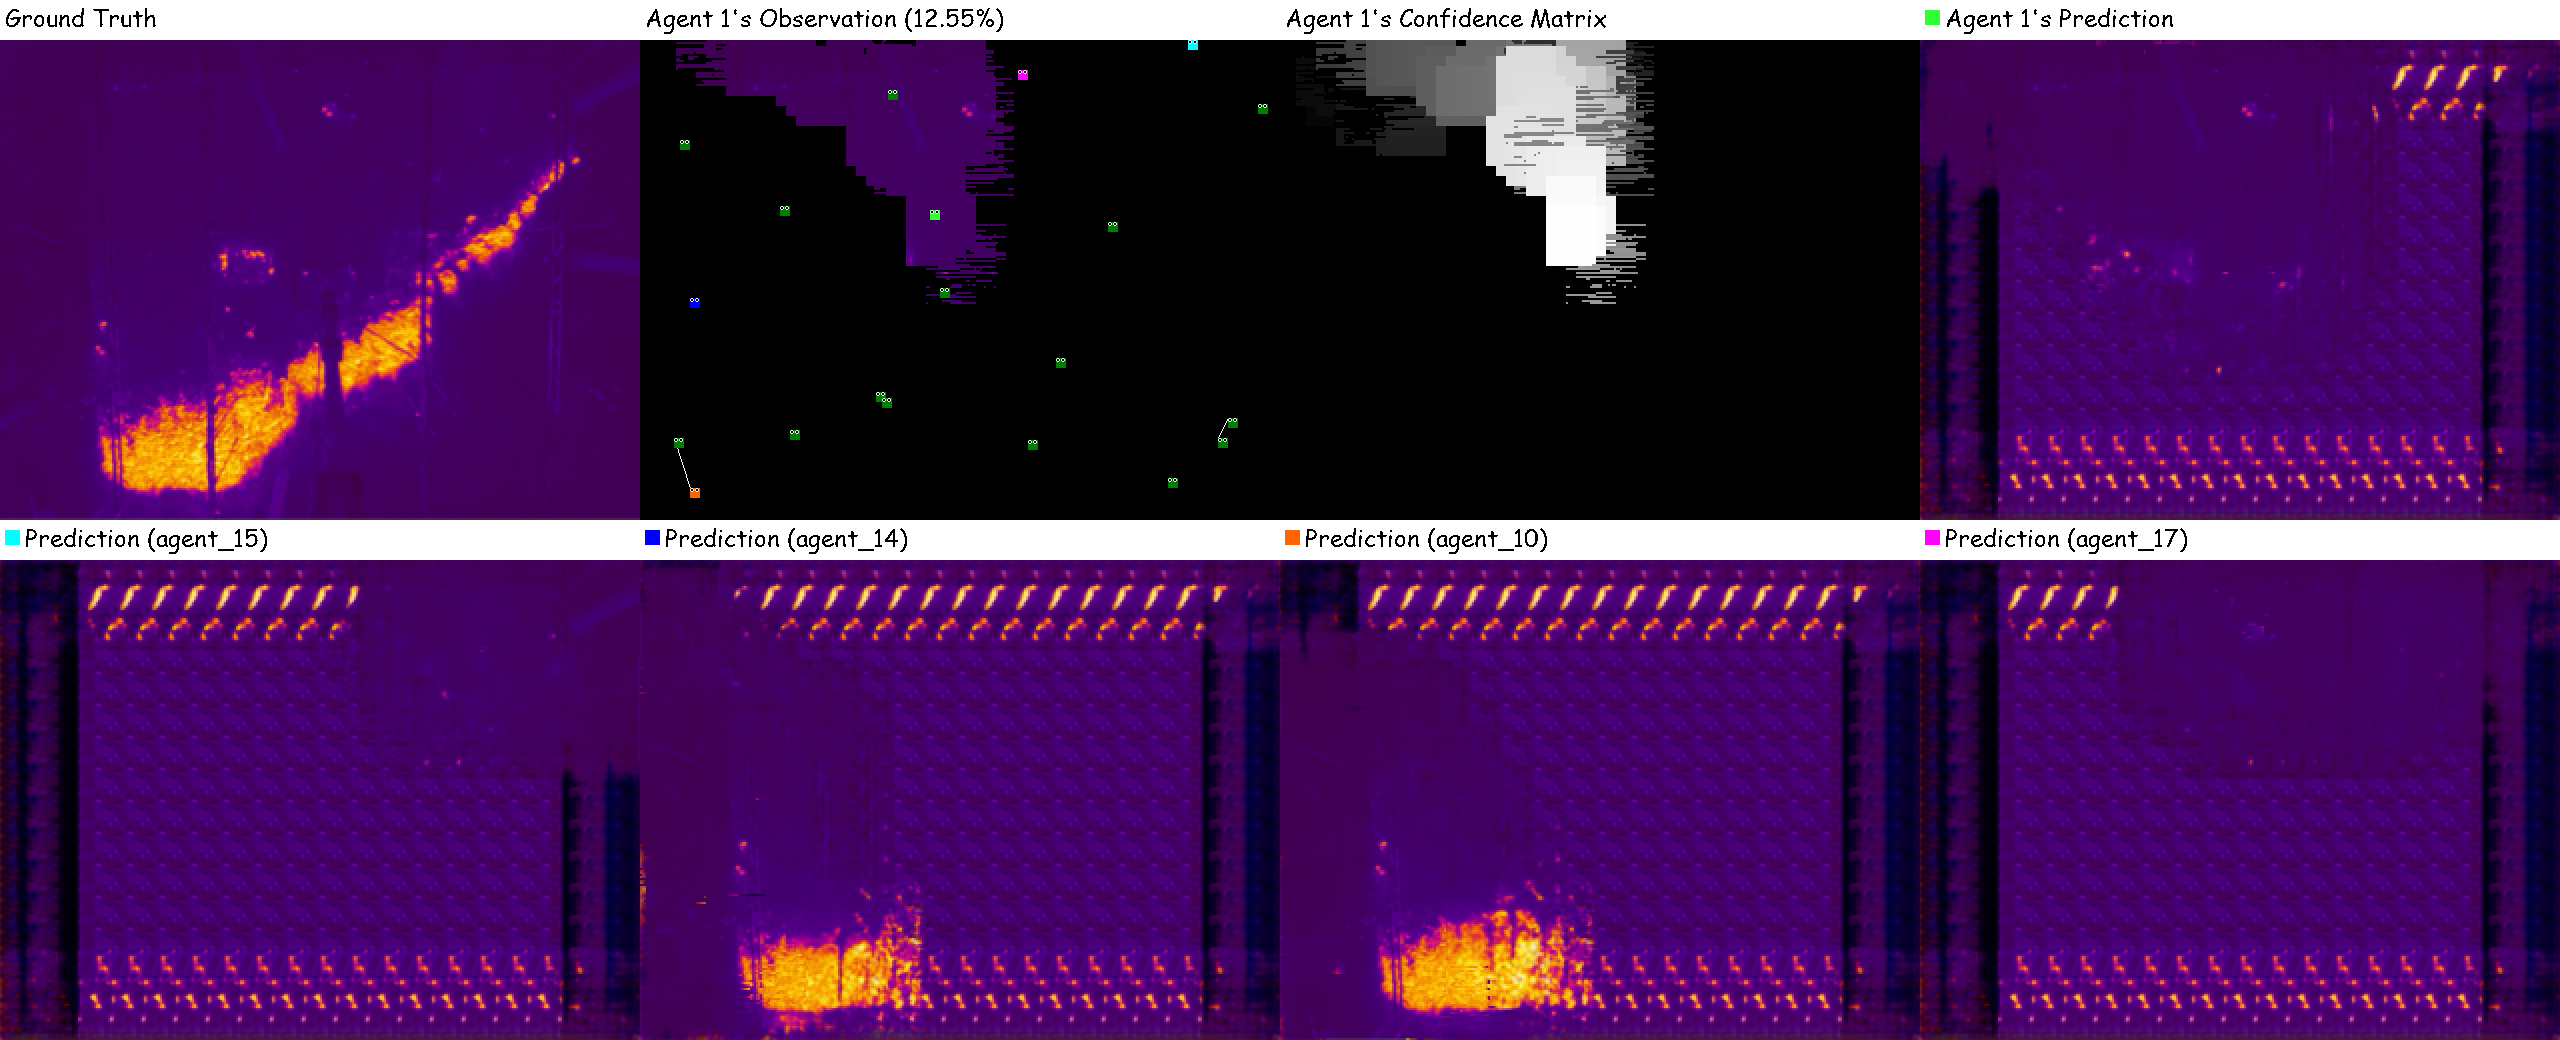 Ground Truth
Agent 1's Observation (12.55%)
Agent 1's Confidence Matrix
Agent 1's Prediction
Prediction (agent_15)
Prediction (agent_14)
Prediction (agent_10)
Prediction (agent_17)